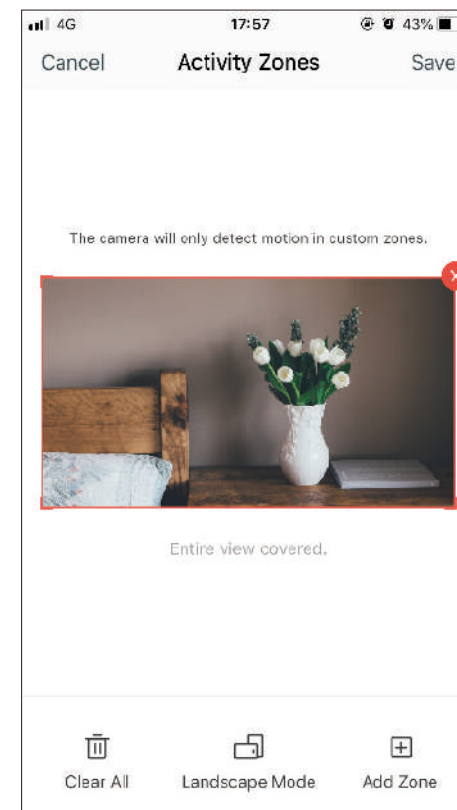 4G 17:57 43%
Cancel Activity Zones Save
The camera will only detect motion in custom zones.
Entire view covered.
Clear All Landscape Mode Add Zone